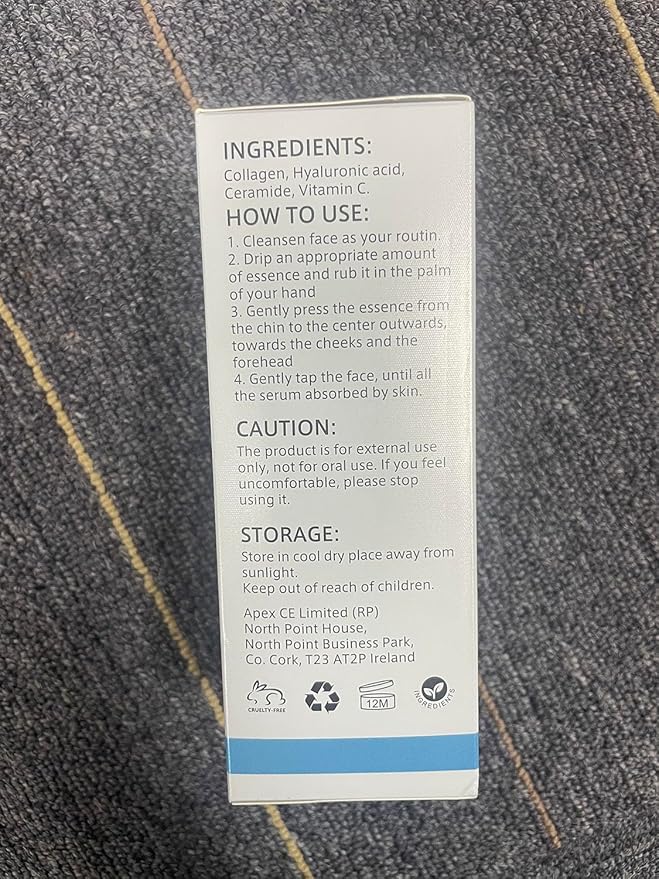 INGREDIENTS:
Collagen, Hyaluronic acid,
Ceramide, Vitamin C.
HOW TO USE:
1. Cleansen face as your routin.
2. Drip an appropriate amount
of essence and rub it in the palm
of your hand
3. Gently press the essence from
the chin to the center outwards,
towards the cheeks and the
forehead
4. Gently tap the face, until all
the serum absorbed by skin.
CAUTION:
The product is for external use
only, not for oral use. If you feel
uncomfortable, please stop
using it.
STORAGE:
Store in cool dry place away from
sunlight.
Keep out of reach of children.
Apex CE Limited (RP)
North Point House,
North Point Business Park,
Co. Cork, T23 AT2P Ireland
CRUELTY-FREE
12M
INGREDIENTS